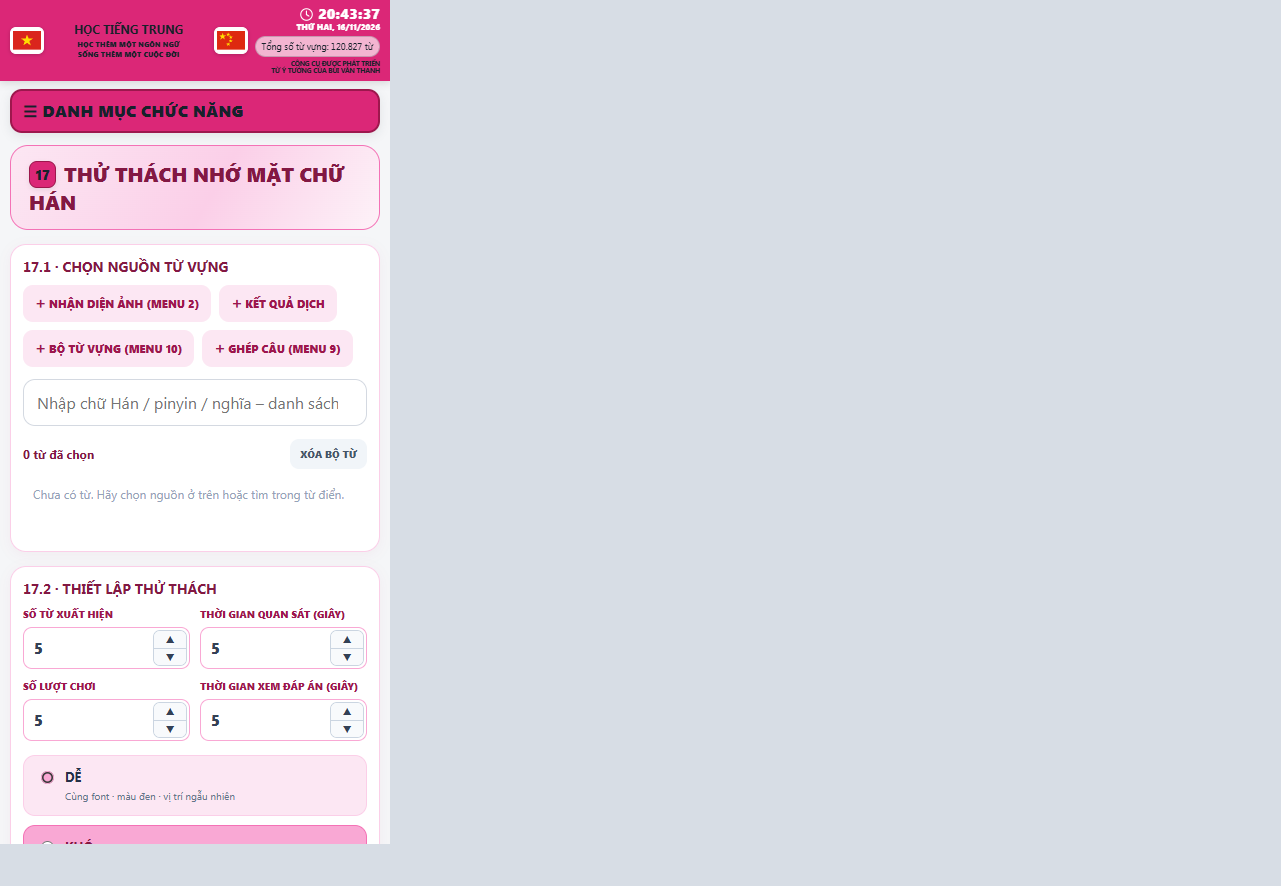 HỌC TIẾNG TRUNG
HỌC THÊM MỘT NGÔN NGỮ
SỐNG THÊM MỘT CUỘC ĐỜI
20:43:37
THỨ HAI, 16/11/2026
Tổng số từ vựng: 120.827 từ
CÔNG CỤ ĐƯỢC PHÁT TRIỂN
TỪ Ý TƯỞNG CỦA BÙI VĂN THANH
☰ DANH MỤC CHỨC NĂNG
17 THỬ THÁCH NHỚ MẶT CHỮ
HÁN
17.1 · CHỌN NGUỒN TỪ VỰNG
+ NHẬN DIỆN ẢNH (MENU 2)
+ KẾT QUẢ DỊCH
+ BỘ TỪ VỰNG (MENU 10)
+ GHÉP CÂU (MENU 9)
Nhập chữ Hán / pinyin / nghĩa – danh sách
0 từ đã chọn
XÓA BỘ TỪ
Chưa có từ. Hãy chọn nguồn ở trên hoặc tìm trong từ điển.
17.2 · THIẾT LẬP THỬ THÁCH
SỐ TỪ XUẤT HIỆN
THỜI GIAN QUAN SÁT (GIÂY)
5
5
SỐ LƯỢT CHƠI
THỜI GIAN XEM ĐÁP ÁN (GIÂY)
5
5
DỄ
Cùng font · màu đen · vị trí ngẫu nhiên